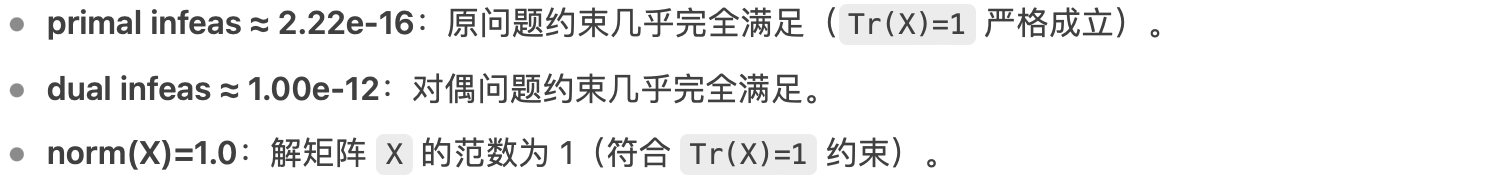 • primal infeas ≈ 2.22e-16：原问题约束几乎完全满足（Tr(X)=1 严格成立）。
• dual infeas ≈ 1.00e-12：对偶问题约束几乎完全满足。
• norm(X)=1.0：解矩阵 X 的范数为 1（符合 Tr(X)=1 约束）。